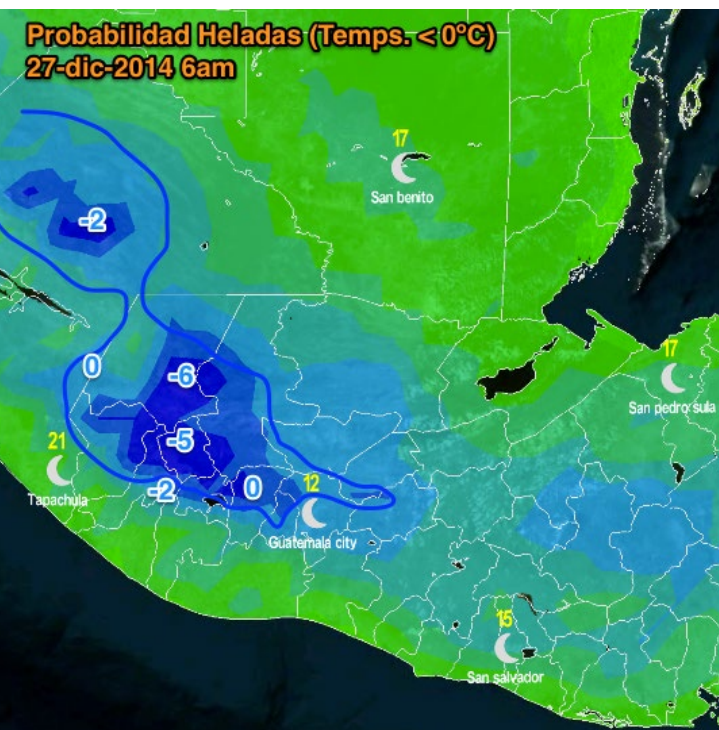 Probabilidad Heladas (Temps. < 0ºC)
27-dic-2014 6am
17
San benito
-2
17
San pedro sula
0
-6
-5
21
Tapachula
-2
0
12
Guatemala city
15
San salvador